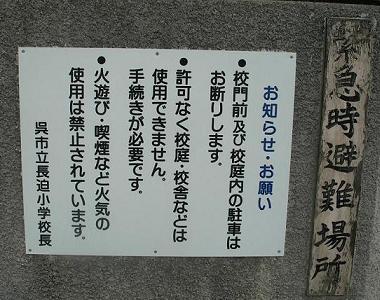 緊急時避難場所
お知らせ・お願い
●校門前及び校庭内の駐車は
お断りします。
●許可なく校庭・校舎などは
使用できません。
手続きが必要です。
●火遊び・喫煙など火気の
使用は禁止されています。
呉市立長迫小学校長